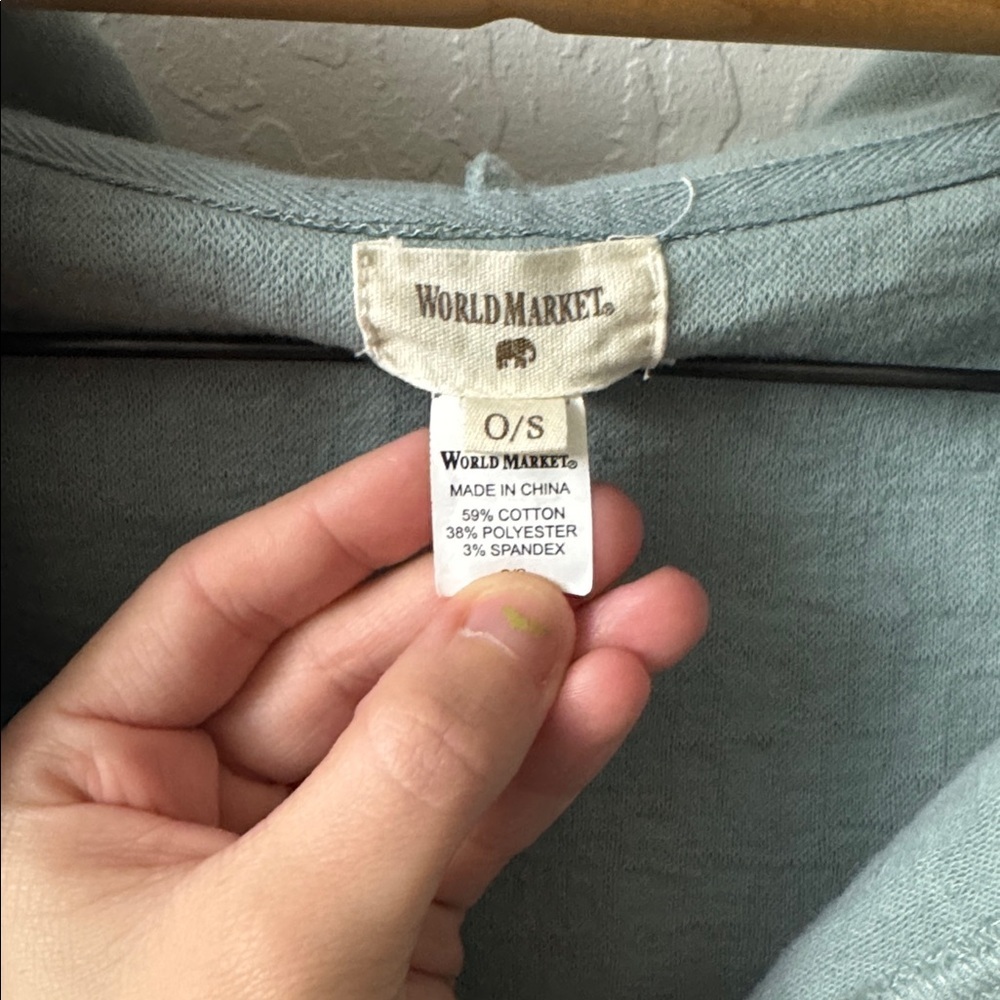 WORLD MARKET®
O/S
WORLD MARKET®
MADE IN CHINA
59% COTTON
38% POLYESTER
3% SPANDEX